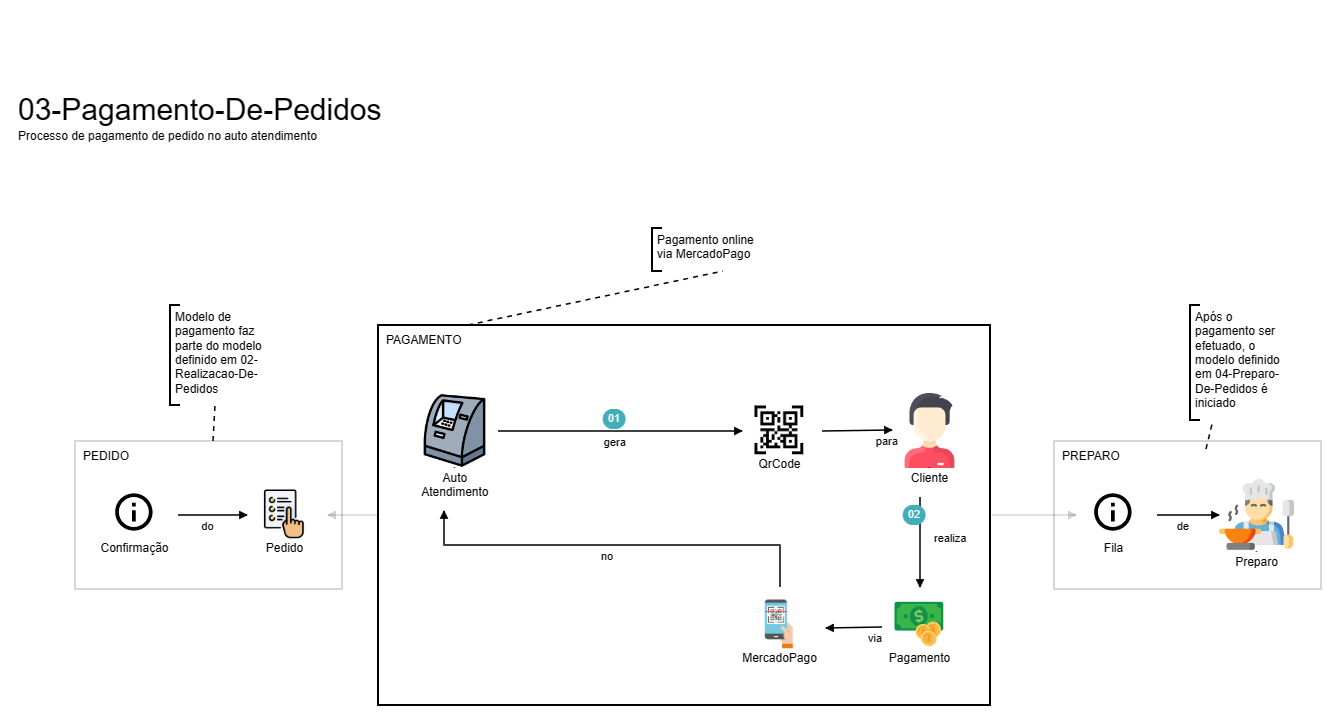 03-Pagamento-De-Pedidos
Processo de pagamento de pedido no auto atendimento
Pagamento online
via MercadoPago
Modelo de
pagamento faz
parte do modelo
definido em 02-
Realizacao-De-
Pedidos
Após o
pagamento ser
efetuado, o
modelo definido
em 04-Preparo-
De-Pedidos é
iniciado
PEDIDO
Confirmação
do
Pedido
PAGAMENTO
Auto
Atendimento
01
gera
QrCode
para
Cliente
02
realiza
Pagamento
via
MercadoPago
no
PREPARO
Fila
de
Preparo